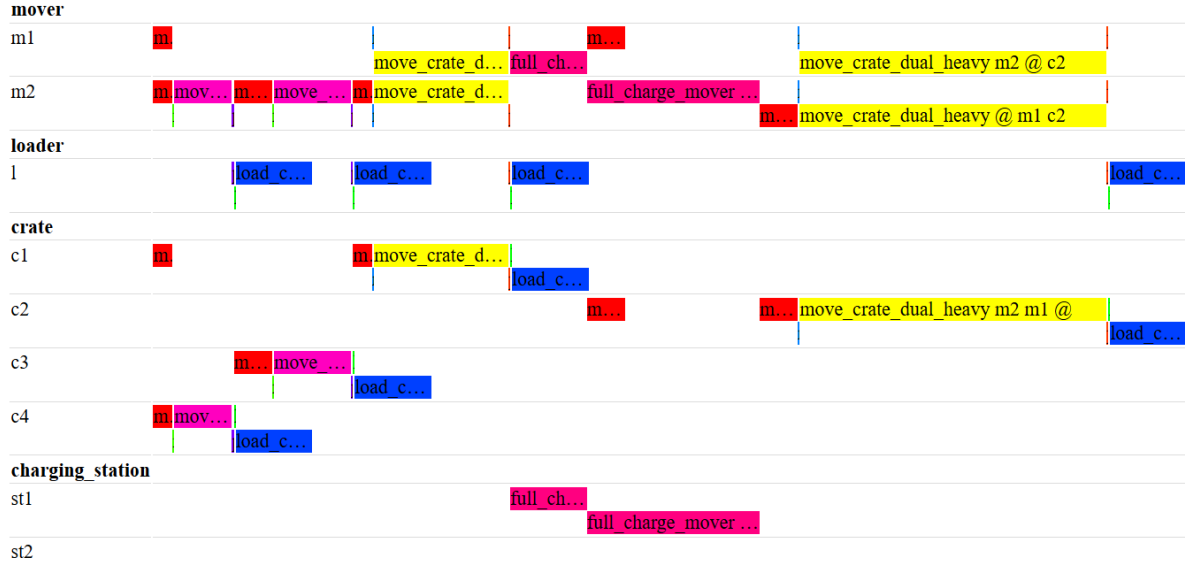 mover
m1 m. m…
move_crate_d… full_ch… move_crate_dual_heavy m2 @ c2
m2 m. mov… m… move_… m. move_crate_d… full_charge_mover …
m… move_crate_dual_heavy @ m1 c2
loader
l load_c… load_c… load_c… load_c…
crate
c1 m. m. move_crate_d…
load_c…
c2 m… m… move_crate_dual_heavy m2 m1 @
load_c…
c3 m… move_…
load_c…
c4 m. mov…
load_c…
charging_station
st1 full_ch…
full_charge_mover …
st2